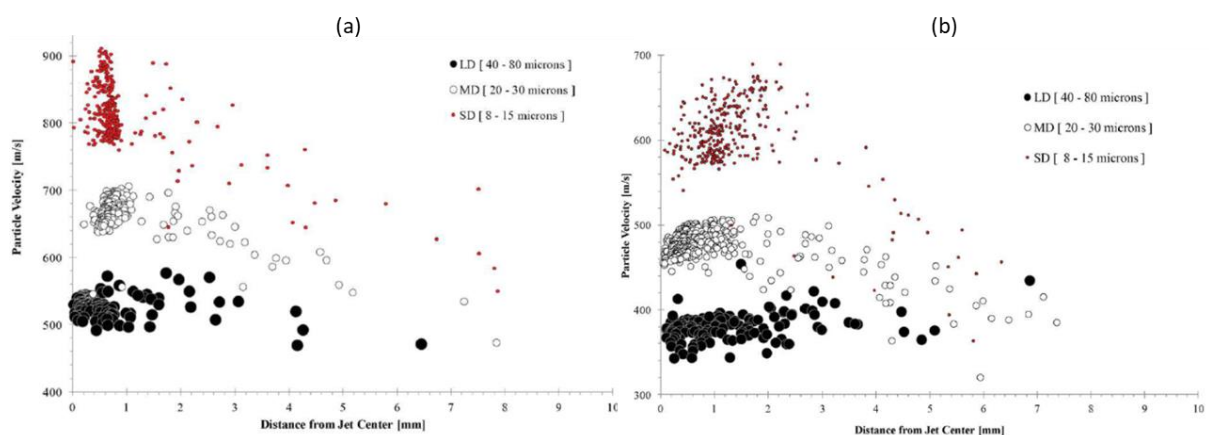 (a)
900
800
700
600
500
400
0
1
2
3
4
5
6
7
8
9
10
Particle Velocity [m/s]
Distance from Jet Center [mm]
LD [ 40 - 80 microns ]
MD [ 20 - 30 microns ]
SD [ 8 - 15 microns ]
(b)
700
600
500
400
300
0
1
2
3
4
5
6
7
8
9
10
Particle Velocity [m/s]
Distance from Jet Center [mm]
LD [ 40 - 80 microns ]
MD [ 20 - 30 microns ]
SD [ 8 - 15 microns ]